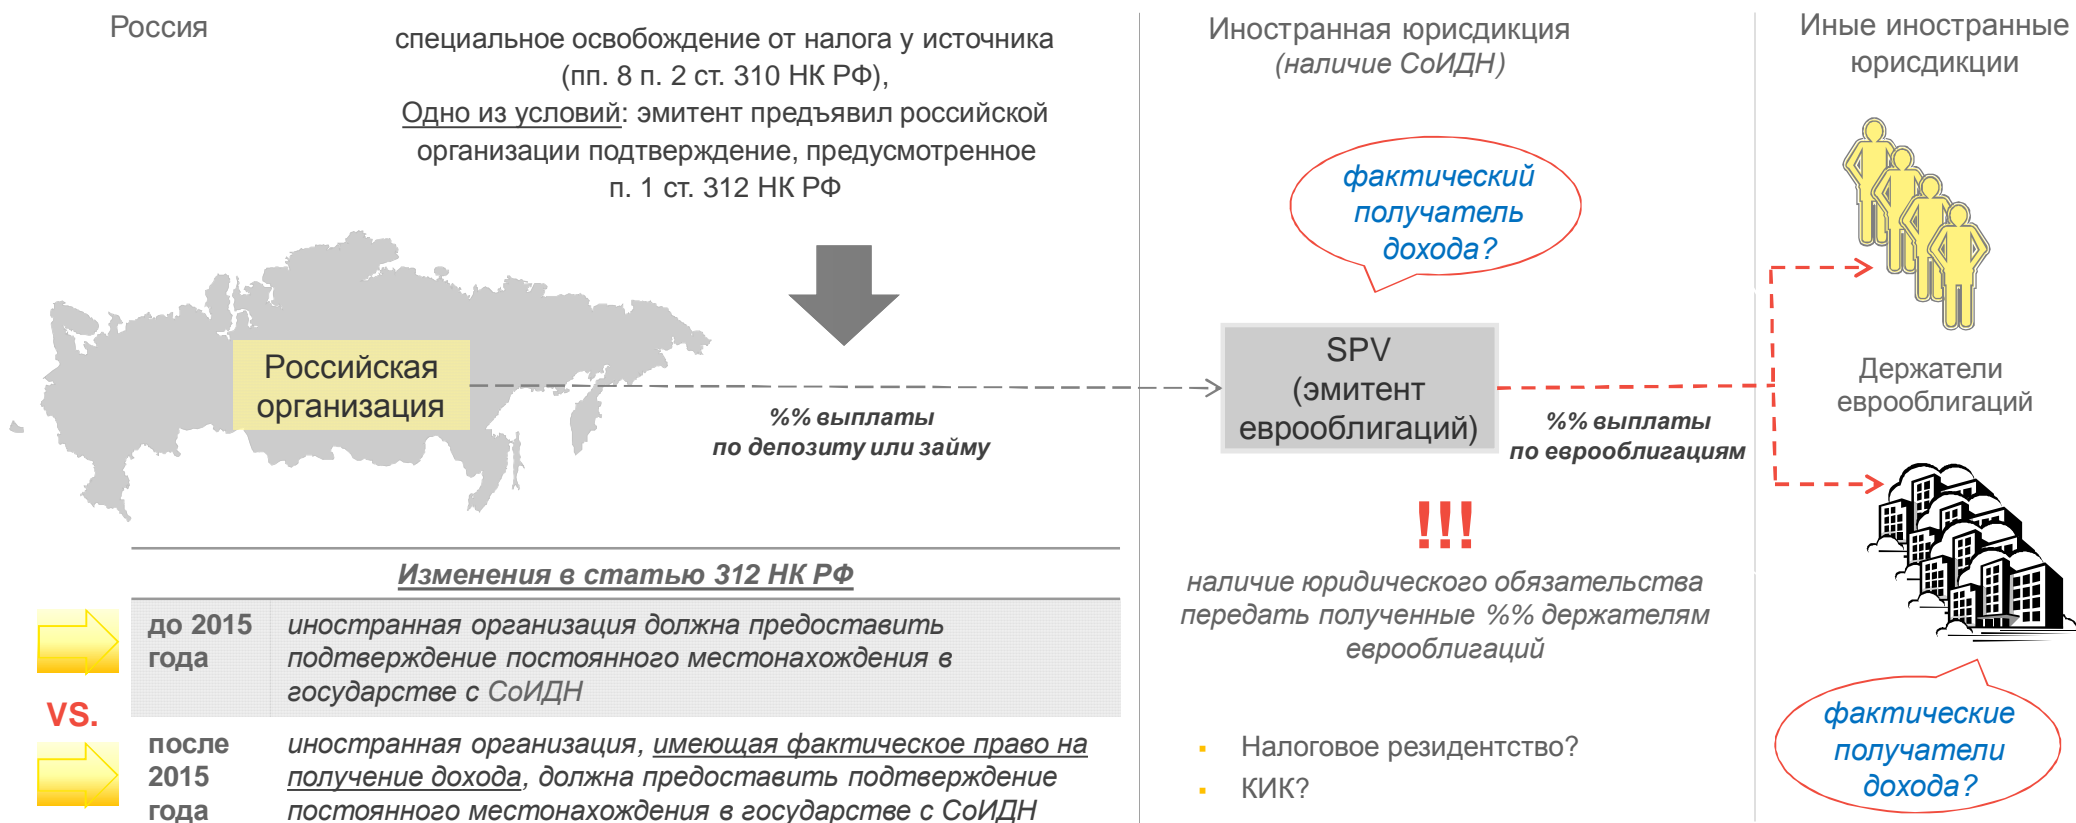 Россия
специальное освобождение от налога у источника
(пп. 8 п. 2 ст. 310 НК РФ),
Одно из условий: эмитент предъявил российской
организации подтверждение, предусмотренное
п. 1 ст. 312 НК РФ
Российская
организация
%% выплаты
по депозиту или займу
Изменения в статью 312 НК РФ
до 2015
года
иностранная организация должна предоставить
подтверждение постоянного местонахождения в
государстве с СоИДН
VS.
после
2015
года
иностранная организация, имеющая фактическое право на
получение дохода, должна предоставить подтверждение
постоянного местонахождения в государстве с СоИДН
Иностранная юрисдикция
(наличие СоИДН)
фактический
получатель
дохода?
SPV
(эмитент
еврооблигаций)
%% выплаты
по еврооблигациям
!!!
наличие юридического обязательства
передать полученные %% держателям
еврооблигаций
Налоговое резидентство?
КИК?
Иные иностранные
юрисдикции
Держатели
еврооблигаций
фактические
получатели
дохода?